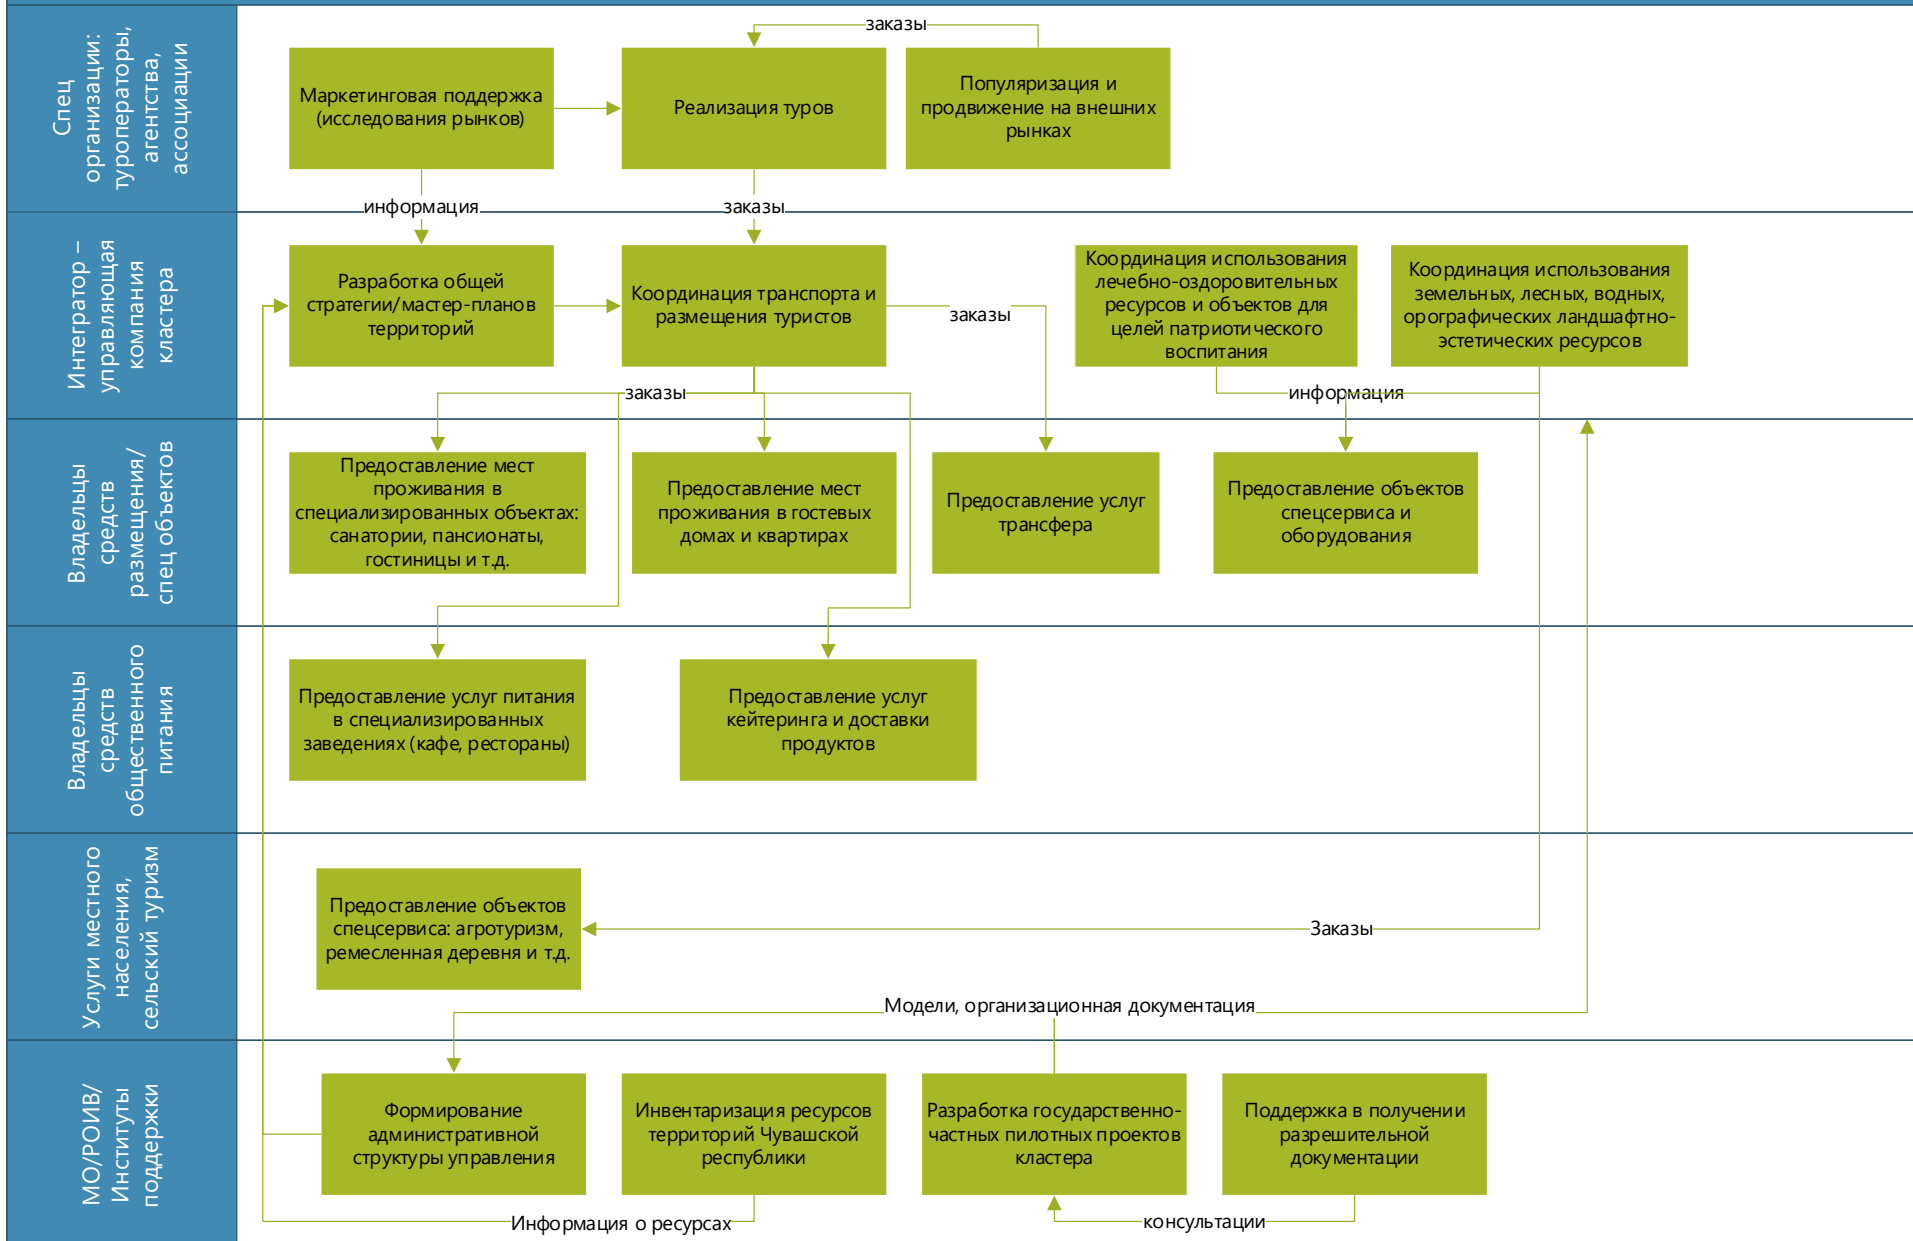 Спец
организации:
туроператоры,
агентства,
ассоциации
заказы
Маркетинговая поддержка
(исследования рынков)
Реализация туров
Популяризация и
продвижение на внешних
рынках
информация
заказы
Интегратор –
управляющая
компания
кластера
Разработка общей
стратегии/мастер-планов
территорий
Координация транспорта и
размещения туристов
заказы
Координация использования
лечебно-оздоровительных
ресурсов и объектов для
целей патриотического
воспитания
Координация использования
земельных, лесных, водных,
орографических ландшафтно-
эстетических ресурсов
заказы
информация
Владельцы
средств
размещения/
спец объектов
Предоставление мест
проживания в
специализированных объектах:
санатории, пансионаты,
гостиницы и т.д.
Предоставление мест
проживания в гостевых
домах и квартирах
Предоставление услуг
трансфера
Предоставление объектов
спецсервиса и
оборудования
Владельцы
средств
общественного
питания
Предоставление услуг питания
в специализированных
заведениях (кафе, рестораны)
Предоставление услуг
кейтеринга и доставки
продуктов
Услуги местного
населения,
сельский туризм
Предоставление объектов
спецсервиса: агротуризм,
ремесленная деревня и т.д.
Заказы
Модели, организационная документация
МО/РОИВ/
Институты
поддержки
Формирование
административной
структуры управления
Инвентаризация ресурсов
территорий Чувашской
республики
Разработка государственно-
частных пилотных проектов
кластера
Поддержка в получении
разрешительной
документации
Информация о ресурсах
консультации